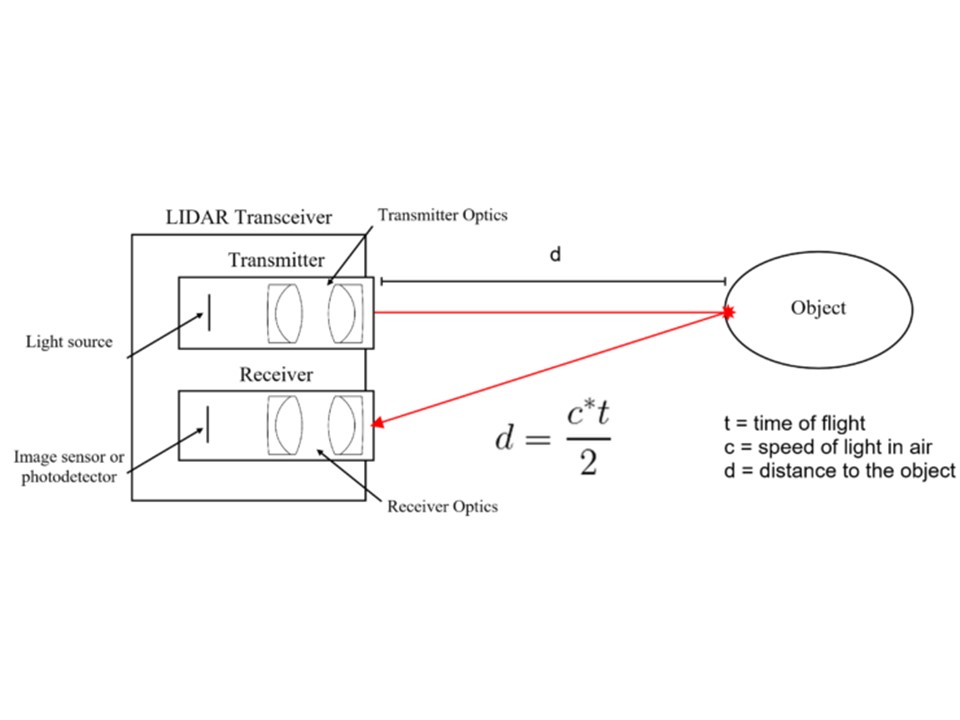 LIDAR Transceiver
Transmitter Optics
Transmitter
d
Object
Light source
Receiver
d = c*t
2
t = time of flight
c = speed of light in air
d = distance to the object
Image sensor or
photodetector
Receiver Optics